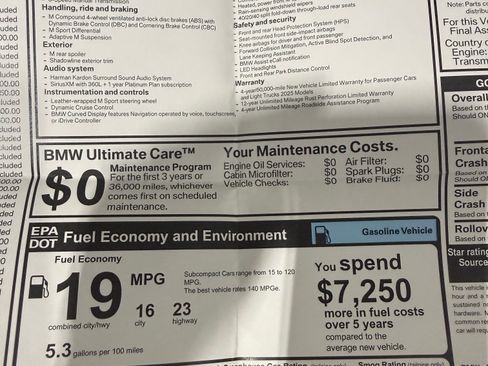 Handling, ride and braking
• M Compound 4-wheel ventilated anti-lock disc brakes (ABS) with
Dynamic Brake Control (DBC) and Cornering Brake Control (CBC)
• M Sport Differential
• Adaptive M Suspension
Exterior
• M rear spoiler
• Shadowline exterior trim
Audio system
• Harman Kardon Surround Sound Audio System
• SiriusXM with 360L + 1 year Platinum Plan subscription
Instrumentation and controls
• Leather-wrapped M Sport steering wheel
• Dynamic Cruise Control
• BMW Curved Display features Navigation operated by voice, touchscreen,
or iDrive Controller
• Rain-sensing windshield wipers
• 40/20/40 split fold-down through-load rear seats
Safety and security
• Front and rear Head Protection System (HPS)
• Seat-mounted front side-impact airbags
• Knee airbags for driver and front passenger
• Forward Collision Mitigation, Active Blind Spot Detection, and
Lane Keeping Assistant
• BMW Assist eCall notification
• LED Headlights
• Front and Rear Park Distance Control
Warranty
• 4-year/50,000-mile New Vehicle Limited Warranty for Passenger Cars
and Light Trucks 2025 Models
• 12-year Unlimited Mileage Rust Perforation Limited Warranty
• 4-year Unlimited Mileage Roadside Assistance Program
BMW Ultimate Care™
$0
Maintenance Program
For the first 3 years or
36,000 miles, whichever
comes first on scheduled
maintenance.
Your Maintenance Costs.
Engine Oil Services: $0 Air Filter: $0
Cabin Microfilter: $0 Spark Plugs: $0
Vehicle Checks: $0 Brake Fluid: $0
EPA
DOT
Fuel Economy and Environment
Gasoline Vehicle
Fuel Economy
19 MPG
combined city/hwy
16
city
23
highway
Subcompact Cars range from 15 to 120
MPG.
The best vehicle rates 140 MPGe.
5.3 gallons per 100 miles
You spend
$7,250
more in fuel costs
over 5 years
compared to the
average new vehicle.
Note: Parts co
For this Ve
Final Ass
Country o
Engine:
Transm
Overall
Based on
Should ON
Fronta
Crash
Based on
Should O
Side
Crash
Based on
Rollov
Based on
Star rating
Source
This vehicle i
hour and a